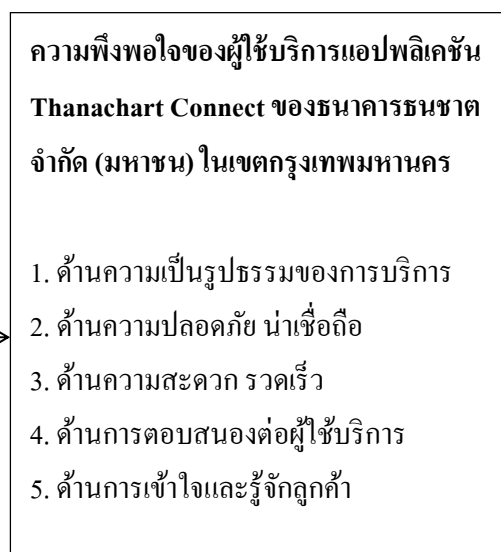 ความพึงพอใจของผู้ใช้บริการแอปพลิเคชัน
Thanachart Connect ของธนาคารธนชาต
จำกัด (มหาชน) ในเขตกรุงเทพมหานคร
1. ด้านความเป็นรูปธรรมของการบริการ
2. ด้านความปลอดภัย น่าเชื่อถือ
3. ด้านความสะดวก รวดเร็ว
4. ด้านการตอบสนองต่อผู้ใช้บริการ
5. ด้านการเข้าใจและรู้จักลูกค้า